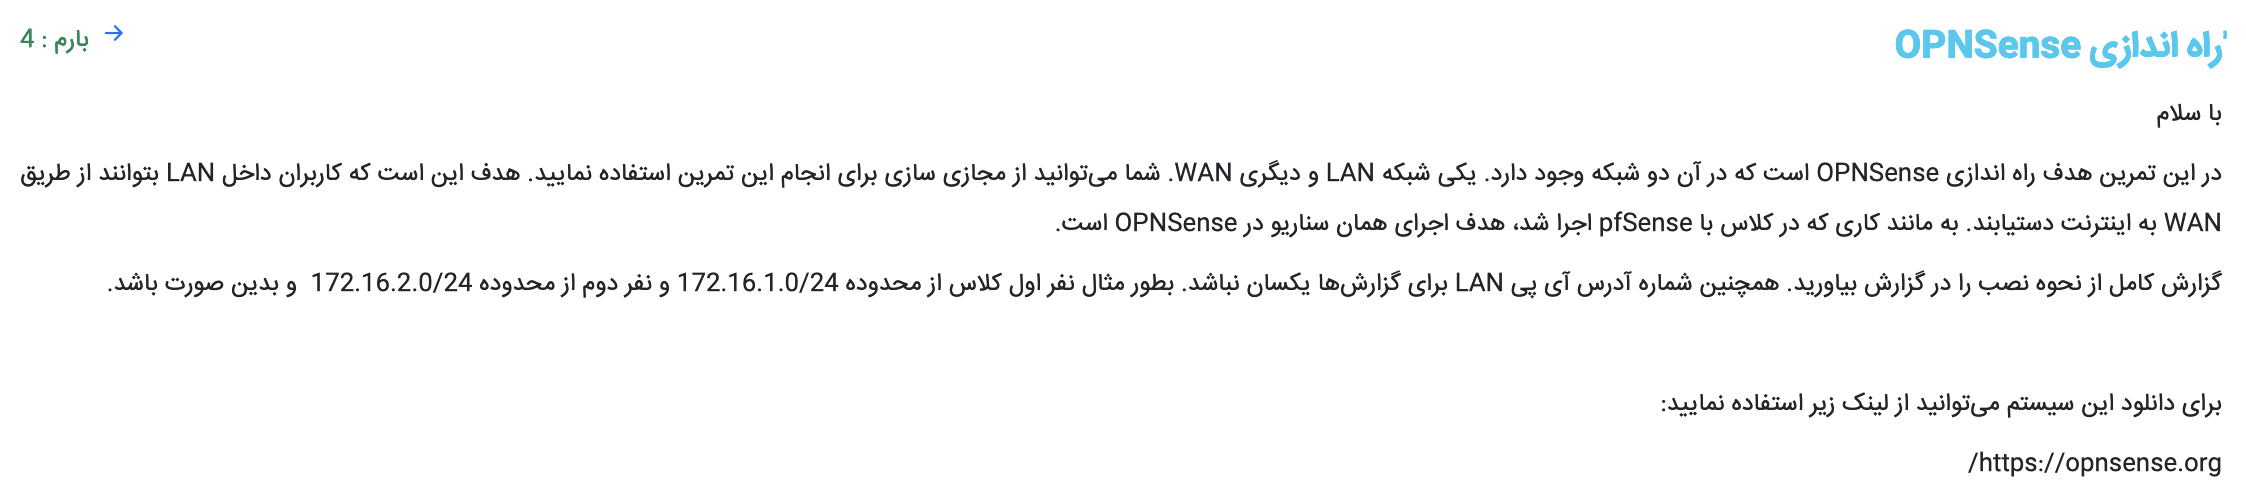 راه اندازی OPNSense
بارم : 4
با سلام
در این تمرین هدف راه اندازی OPNSense است که در آن دو شبکه وجود دارد. یکی شبکه LAN و دیگری WAN. شما می‌توانید از مجازی سازی برای انجام این تمرین استفاده نمایید. هدف این است که کاربران داخل LAN بتوانند از طریق
WAN به اینترنت دستیابند. به مانند کاری که در کلاس با pfSense اجرا شد، هدف اجرای همان سناریو در OPNSense است.
گزارش کامل از نحوه نصب را در گزارش بیاورید. همچنین شماره آدرس آی پی LAN برای گزارش‌ها یکسان نباشد. بطور مثال نفر اول کلاس از محدوده 172.16.1.0/24 و نفر دوم از محدوده 172.16.2.0/24 و بدین صورت باشد.
برای دانلود این سیستم می‌توانید از لینک زیر استفاده نمایید:
https://opnsense.org/